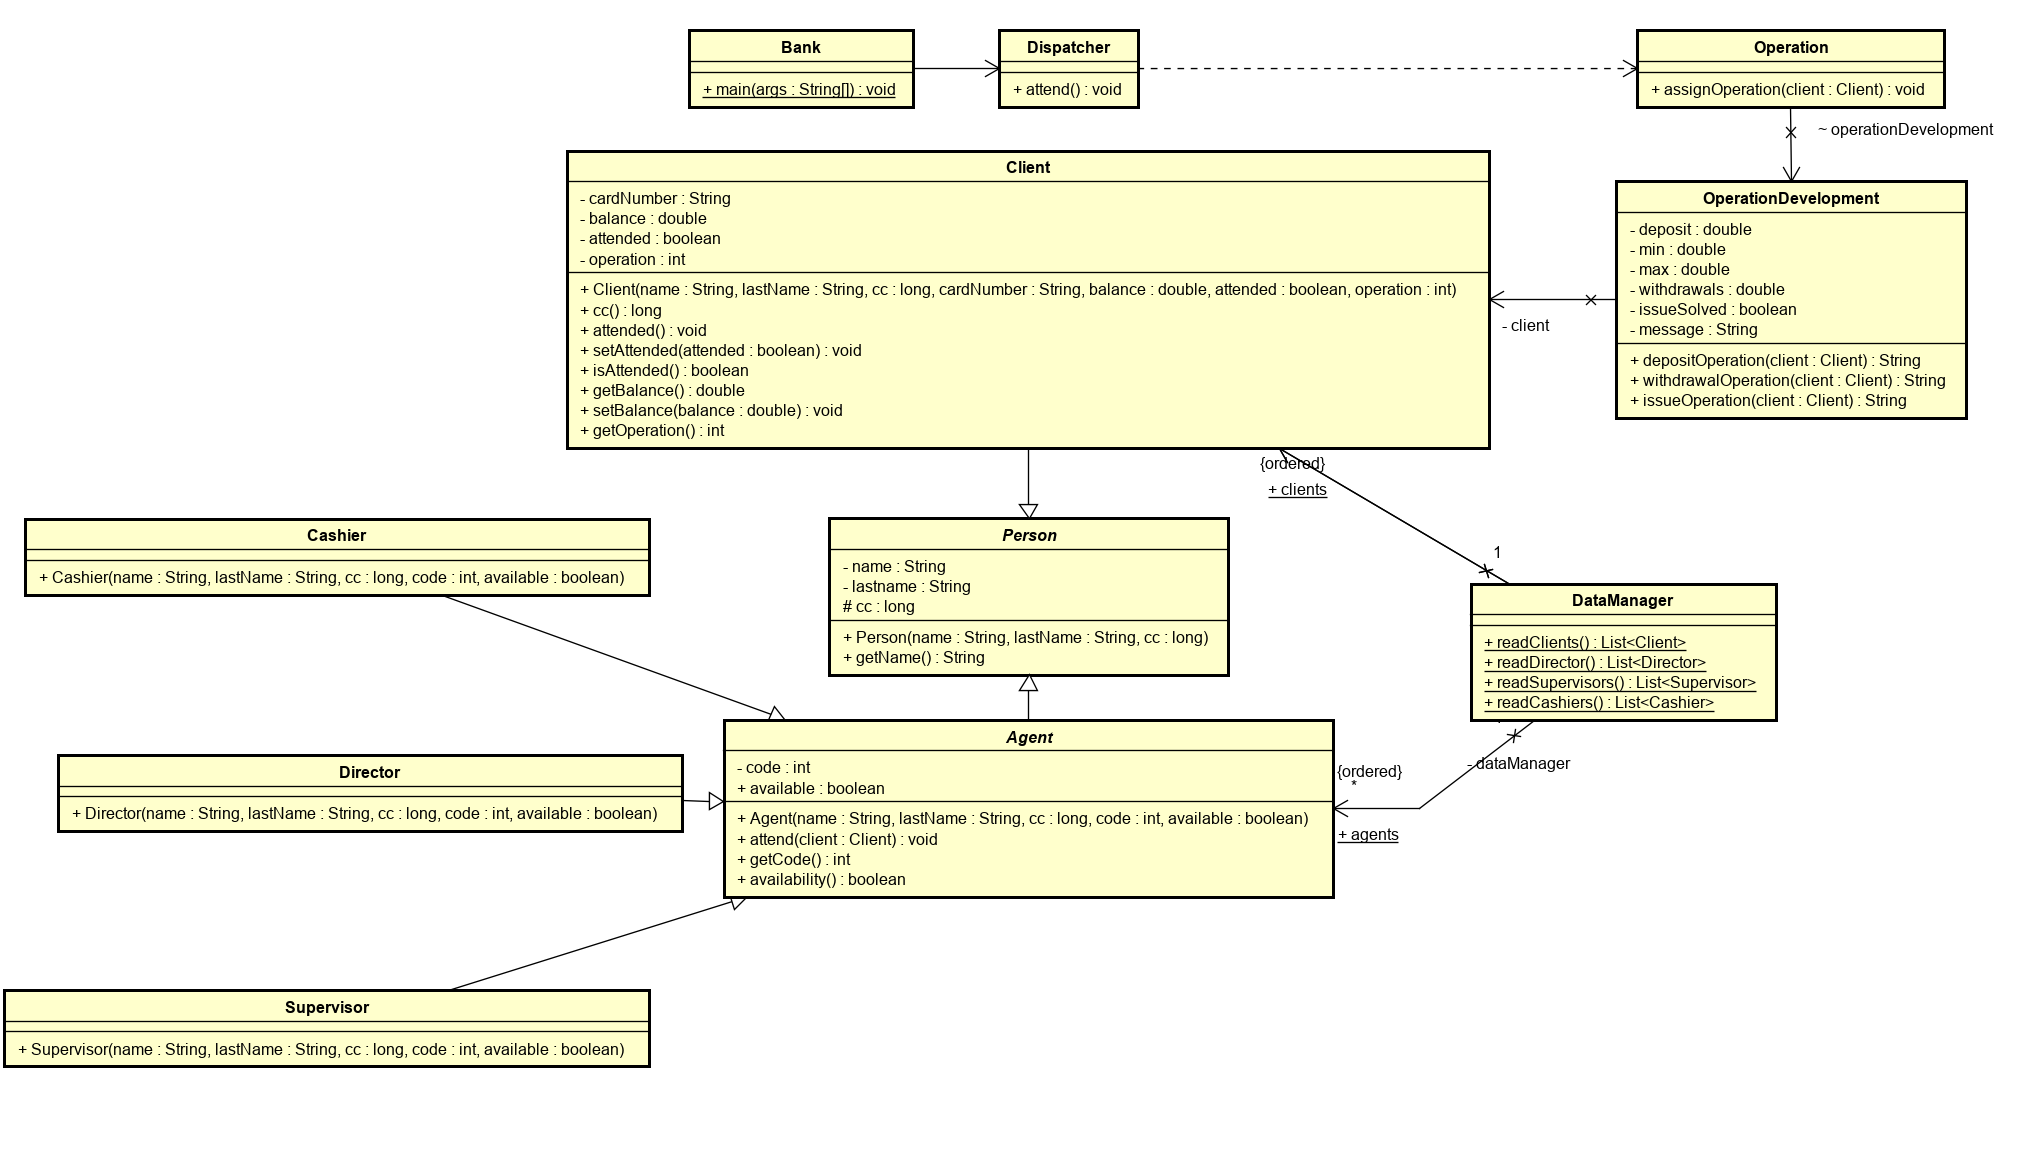 Bank
+ main(args : String[]) : void
Dispatcher
+ attend() : void
Operation
+ assignOperation(client : Client) : void
~ operationDevelopment
Client
- cardNumber : String
- balance : double
- attended : boolean
- operation : int
+ Client(name : String, lastName : String, cc : long, cardNumber : String, balance : double, attended : boolean, operation : int)
+ cc() : long
+ attended() : void
+ setAttended(attended : boolean) : void
+ isAttended() : boolean
+ getBalance() : double
+ setBalance(balance : double) : void
+ getOperation() : int
OperationDevelopment
- deposit : double
- min : double
- max : double
- withdrawals : double
- issueSolved : boolean
- message : String
+ depositOperation(client : Client) : String
+ withdrawalOperation(client : Client) : String
+ issueOperation(client : Client) : String
- client
{ordered}
+ clients
1
Cashier
+ Cashier(name : String, lastName : String, cc : long, code : int, available : boolean)
Person
- name : String
- lastname : String
# cc : long
+ Person(name : String, lastName : String, cc : long)
+ getName() : String
DataManager
+ readClients() : List<Client>
+ readDirector() : List<Director>
+ readSupervisors() : List<Supervisor>
+ readCashiers() : List<Cashier>
- dataManager
{ordered}
*
+ agents
Director
+ Director(name : String, lastName : String, cc : long, code : int, available : boolean)
Agent
- code : int
+ available : boolean
+ Agent(name : String, lastName : String, cc : long, code : int, available : boolean)
+ attend(client : Client) : void
+ getCode() : int
+ availability() : boolean
Supervisor
+ Supervisor(name : String, lastName : String, cc : long, code : int, available : boolean)